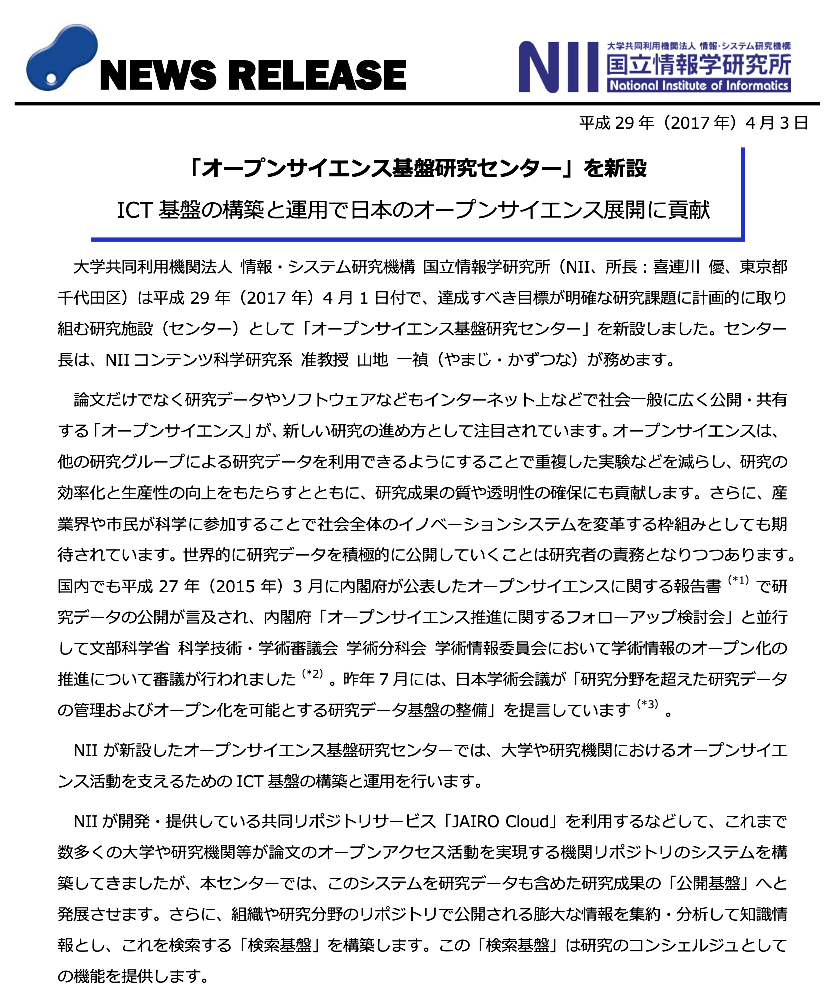 NEWS RELEASE
NII
大学共同利用機関法人 情報・システム研究機構
国立情報学研究所
National Institute of Informatics
平成 29 年（2017 年）4 月 3 日
「オープンサイエンス基盤研究センター」を新設
ICT 基盤の構築と運用で日本のオープンサイエンス展開に貢献
大学共同利用機関法人 情報・システム研究機構 国立情報学研究所（NII、所長：喜連川 優、東京都
千代田区）は平成 29 年（2017 年）4 月 1 日付で、達成すべき目標が明確な研究課題に計画的に取り
組む研究施設（センター）として「オープンサイエンス基盤研究センター」を新設しました。センター
長は、NII コンテンツ科学研究系 准教授 山地 一禎（やまじ・かずつな）が務めます。
論文だけでなく研究データやソフトウェアなどもインターネット上などで社会一般に広く公開・共有
する「オープンサイエンス」が、新しい研究の進め方として注目されています。オープンサイエンスは、
他の研究グループによる研究データを利用できるようにすることで重複した実験などを減らし、研究の
効率化と生産性の向上をもたらすとともに、研究成果の質や透明性の確保にも貢献します。さらに、産
業界や市民が科学に参加することで社会全体のイノベーションシステムを変革する枠組みとしても期
待されています。世界的に研究データを積極的に公開していくことは研究者の責務となりつつあります。
国内でも平成 27 年（2015 年）3 月に内閣府が公表したオープンサイエンスに関する報告書（*1）で研
究データの公開が言及され、内閣府「オープンサイエンス推進に関するフォローアップ検討会」と並行
して文部科学省 科学技術・学術審議会 学術分科会 学術情報委員会において学術情報のオープン化の
推進について審議が行われました（*2）。昨年 7 月には、日本学術会議が「研究分野を超えた研究データ
の管理およびオープン化を可能とする研究データ基盤の整備」を提言しています（*3）。
NII が新設したオープンサイエンス基盤研究センターでは、大学や研究機関におけるオープンサイエ
ンス活動を支えるための ICT 基盤の構築と運用を行います。
NII が開発・提供している共同リポジトリサービス「JAIRO Cloud」を利用するなどして、これまで
数多くの大学や研究機関等が論文のオープンアクセス活動を実現する機関リポジトリのシステムを構
築してきましたが、本センターでは、このシステムを研究データも含めた研究成果の「公開基盤」へと
発展させます。さらに、組織や研究分野のリポジトリで公開される膨大な情報を集約・分析して知識情
報とし、これを検索する「検索基盤」を構築します。この「検索基盤」は研究のコンシェルジュとして
の機能を提供します。